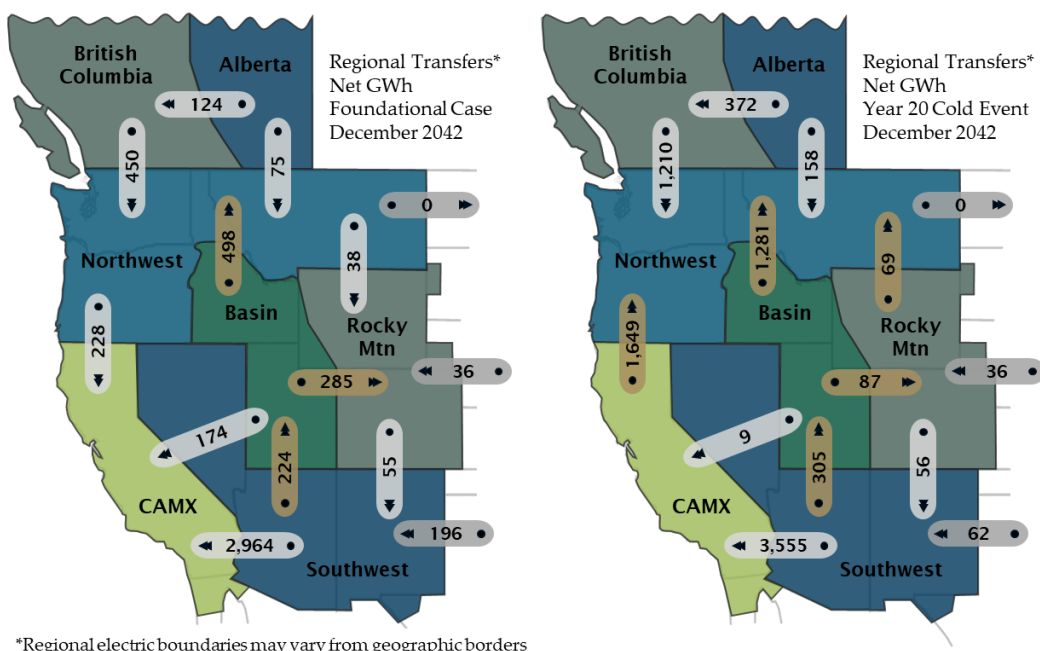 British
Columbia
Alberta
Regional Transfers*
Net GWh
Foundational Case
December 2042
124
450
75
0
498
38
Northwest
Basin
Rocky
Mtn
228
285
36
174
224
55
CAMX
196
2,964
Southwest
British
Columbia
Alberta
Regional Transfers*
Net GWh
Year 20 Cold Event
December 2042
372
1,210
158
0
1,281
69
Northwest
Basin
Rocky
Mtn
1,649
87
36
9
305
56
CAMX
62
3,555
Southwest
*Regional electric boundaries may vary from geographic borders